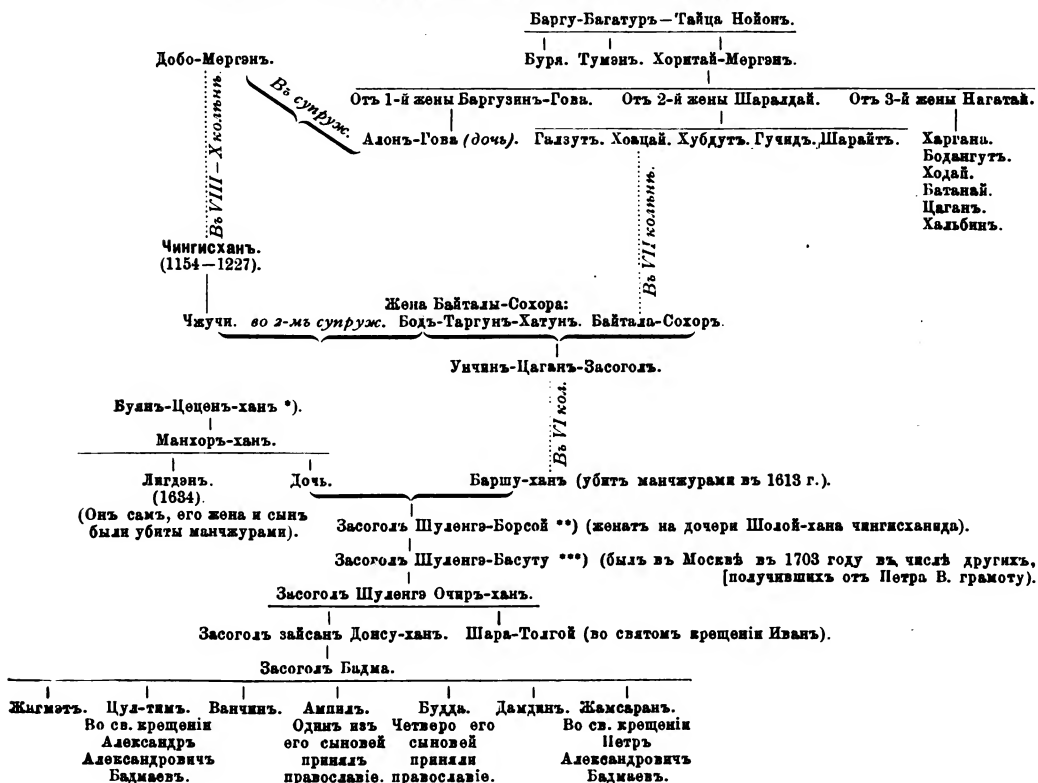 Баргу-Багатуръ—Тайца Нойонъ.
Добо-Мергэнъ.
Буря. Тумэнъ. Хоритай-Мергэнъ.
Въ супруж.
Отъ 1-й жены Баргузинъ-Гова. Отъ 2-й жены Шаралдай. Отъ 3-й жены Нагатай.
Алонъ-Гова (дочь). Галзутъ. Хоацай. Хубдутъ. Гучидъ. Шарайтъ. Харгана.
Бодангутъ.
Ходай.
Батанай.
Цаганъ.
Хальбинъ.
Въ VIII—X колѣнѣ.
Въ VII колѣнѣ.
Чингисханъ.
(1154—1227).
Жена Байталы-Сохора:
Чжучи. во 2-мъ супруж. Бодъ-Таргунъ-Хатунъ. Байтала-Сохоръ.
Унчинъ-Цаганъ-Засоголъ.
Въ VI кол.
Буянъ-Цеценъ-ханъ *).
Манхоръ-ханъ.
Лигдэнъ. Дочь. Баршу-ханъ (убитъ манчжурами въ 1613 г.).
(1634).
(Онъ самъ, его жена и сынъ
были убиты манчжурами).
Засоголъ Шуленгэ-Борсой **) (женатъ на дочери Шолой-хана чингисханида).
Засоголъ Шуленгэ-Басуту ***) (былъ въ Москвѣ въ 1703 году въ числѣ другихъ,
[получившихъ отъ Петра В. грамоту).
Засоголъ Шуленгэ Очиръ-ханъ.
Засоголъ зайсанъ Донсу-ханъ. Шара-Толгой (во святомъ крещеніи Иванъ).
Засоголъ Бадма.
Жигмэтъ. Цул-тимъ. Ванчинъ. Ампилъ. Будда. Дамдинъ. Жамсаранъ.
Во св. крещеніи Одинъ изъ Четверо его Во св. крещеніи
Александръ его сыновей сыновей Петръ
Александровичъ принялъ приняли Александровичъ
Бадмаевъ. православіе. православіе. Бадмаевъ.